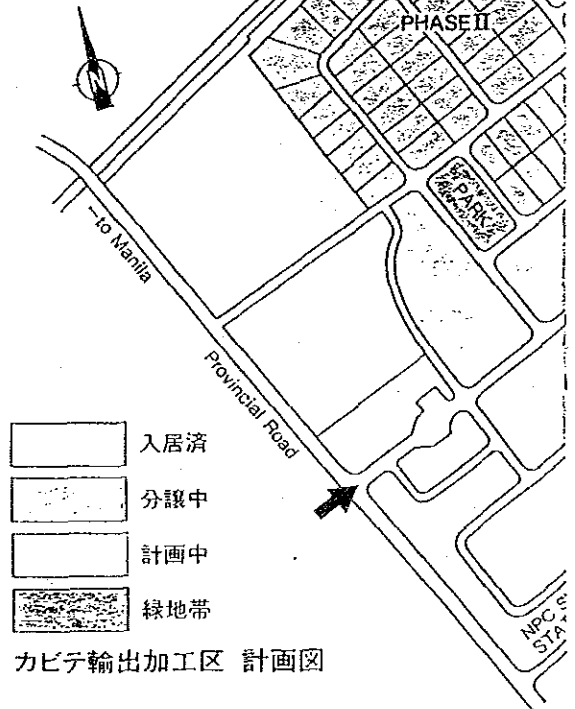 PHASE II
PARK
to Manila
Provincial Road
入居済
分譲中
計画中
緑地帯
NPC
カビテ輸出加工区 計画図